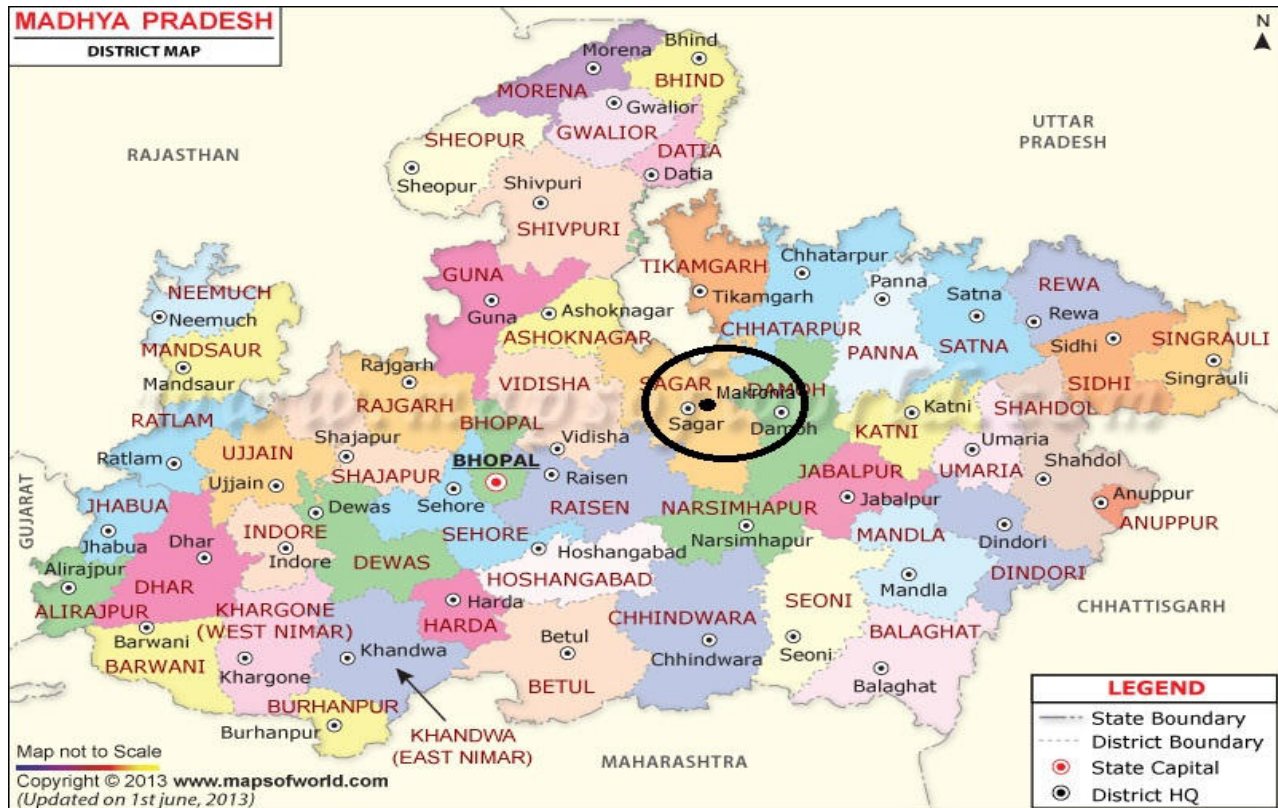 MADHYA PRADESH
DISTRICT MAP
N
Bhind
Morena
BHIND
MORENA
Gwalior
GWALIOR
UTTAR
PRADESH
SHEOPUR
DATIA
RAJASTHAN
Sheopur
Datia
Shivpuri
SHIVPURI
TIKAMGARH
Chhatarpur
GUNA
Panna
REWA
NEEMUCH
Tikamgarh
Satna
Neemuch
Guna
Ashoknagar
Rewa
CHHATARPUR
ASHOKNAGAR
Sidhi
SINGRAULI
MANDSAUR
PANNA
SATNA
Singrauli
Rajgarh
Mandsaur
VIDISHA
SAGAR
DAMOH
SIDHI
Makronia
RAJGARH
Katni
SHAHDOL
RATLAM
BHOPAL
Sagar
Damoh
KATNI
Shajapur
Vidisha
Umaria
UJJAIN
Ratlam
BHOPAL
SHAJAPUR
JABALPUR
UMARIA
Shahdol
Raisen
Ujjain
Sehore
Jabalpur
Anuppur
GUJARAT
JHABUA
Dewas
RAISEN
NARSIMHAPUR
ANUPPUR
Dindori
INDORE
SEHORE
Narsimhapur
MANDLA
Jhabua
Dhar
Indore
Hoshangabad
DEWAS
DINDORI
Alirajpur
HOSHANGABAD
DHAR
Mandla
SEONI
ALIRAJPUR
KHARGONE
(WEST NIMAR)
Harda
CHHATTISGARH
HARDA
CHHINDWARA
BALAGHAT
Barwani
Betul
Khandwa
Chhindwara
Seoni
BARWANI
Khargone
Balaghat
BETUL
BURHANPUR
Burhanpur
KHANDWA
(EAST NIMAR)
MAHARASHTRA
LEGEND
State Boundary
District Boundary
State Capital
District HQ
Map not to Scale
Copyright © 2013 www.mapsofworld.com
(Updated on 1st june, 2013)